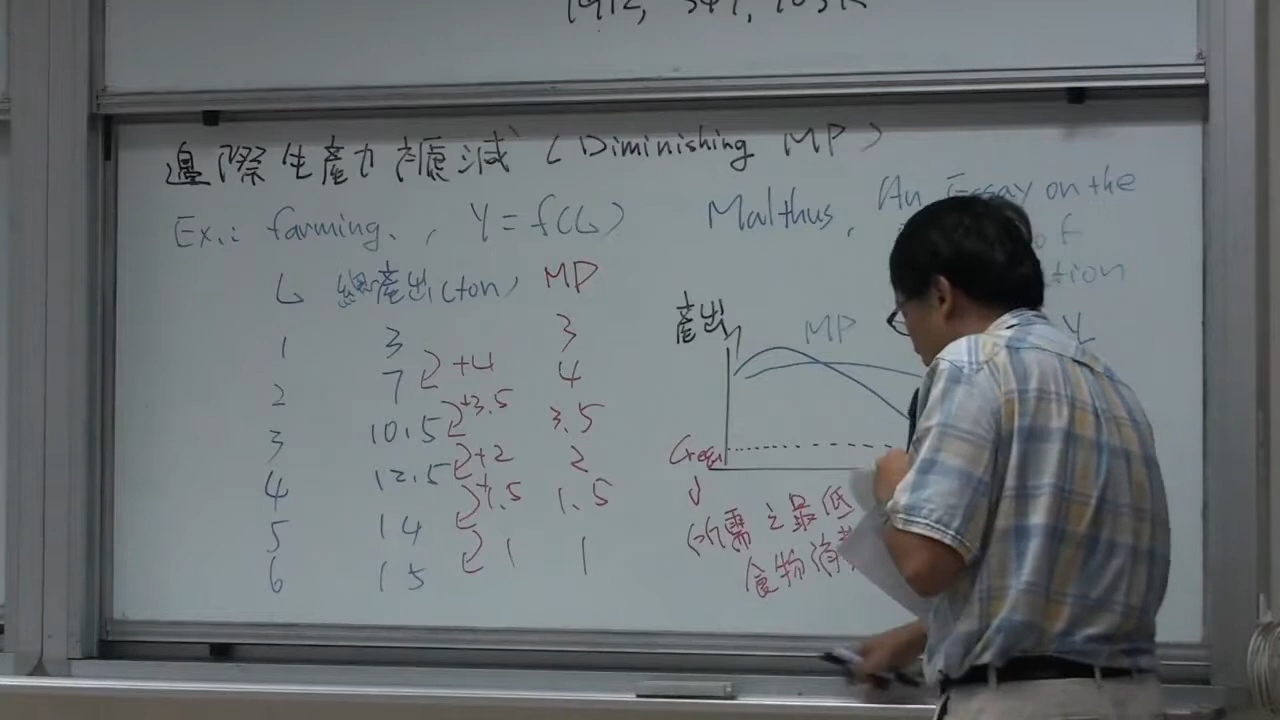 邊際生產力遞減 (Diminishing MP)
Ex.: farming., Y = f(L)
L 總產出(ton) MP
1 3 3
+4
2 7 4
+3.5
3 10.5 3.5
+2
4 12.5 2
+1.5
5 14 1.5
1
6 15 1
Malthus, An Essay on the
of
產出
MP
Y
所需之最低
食物消